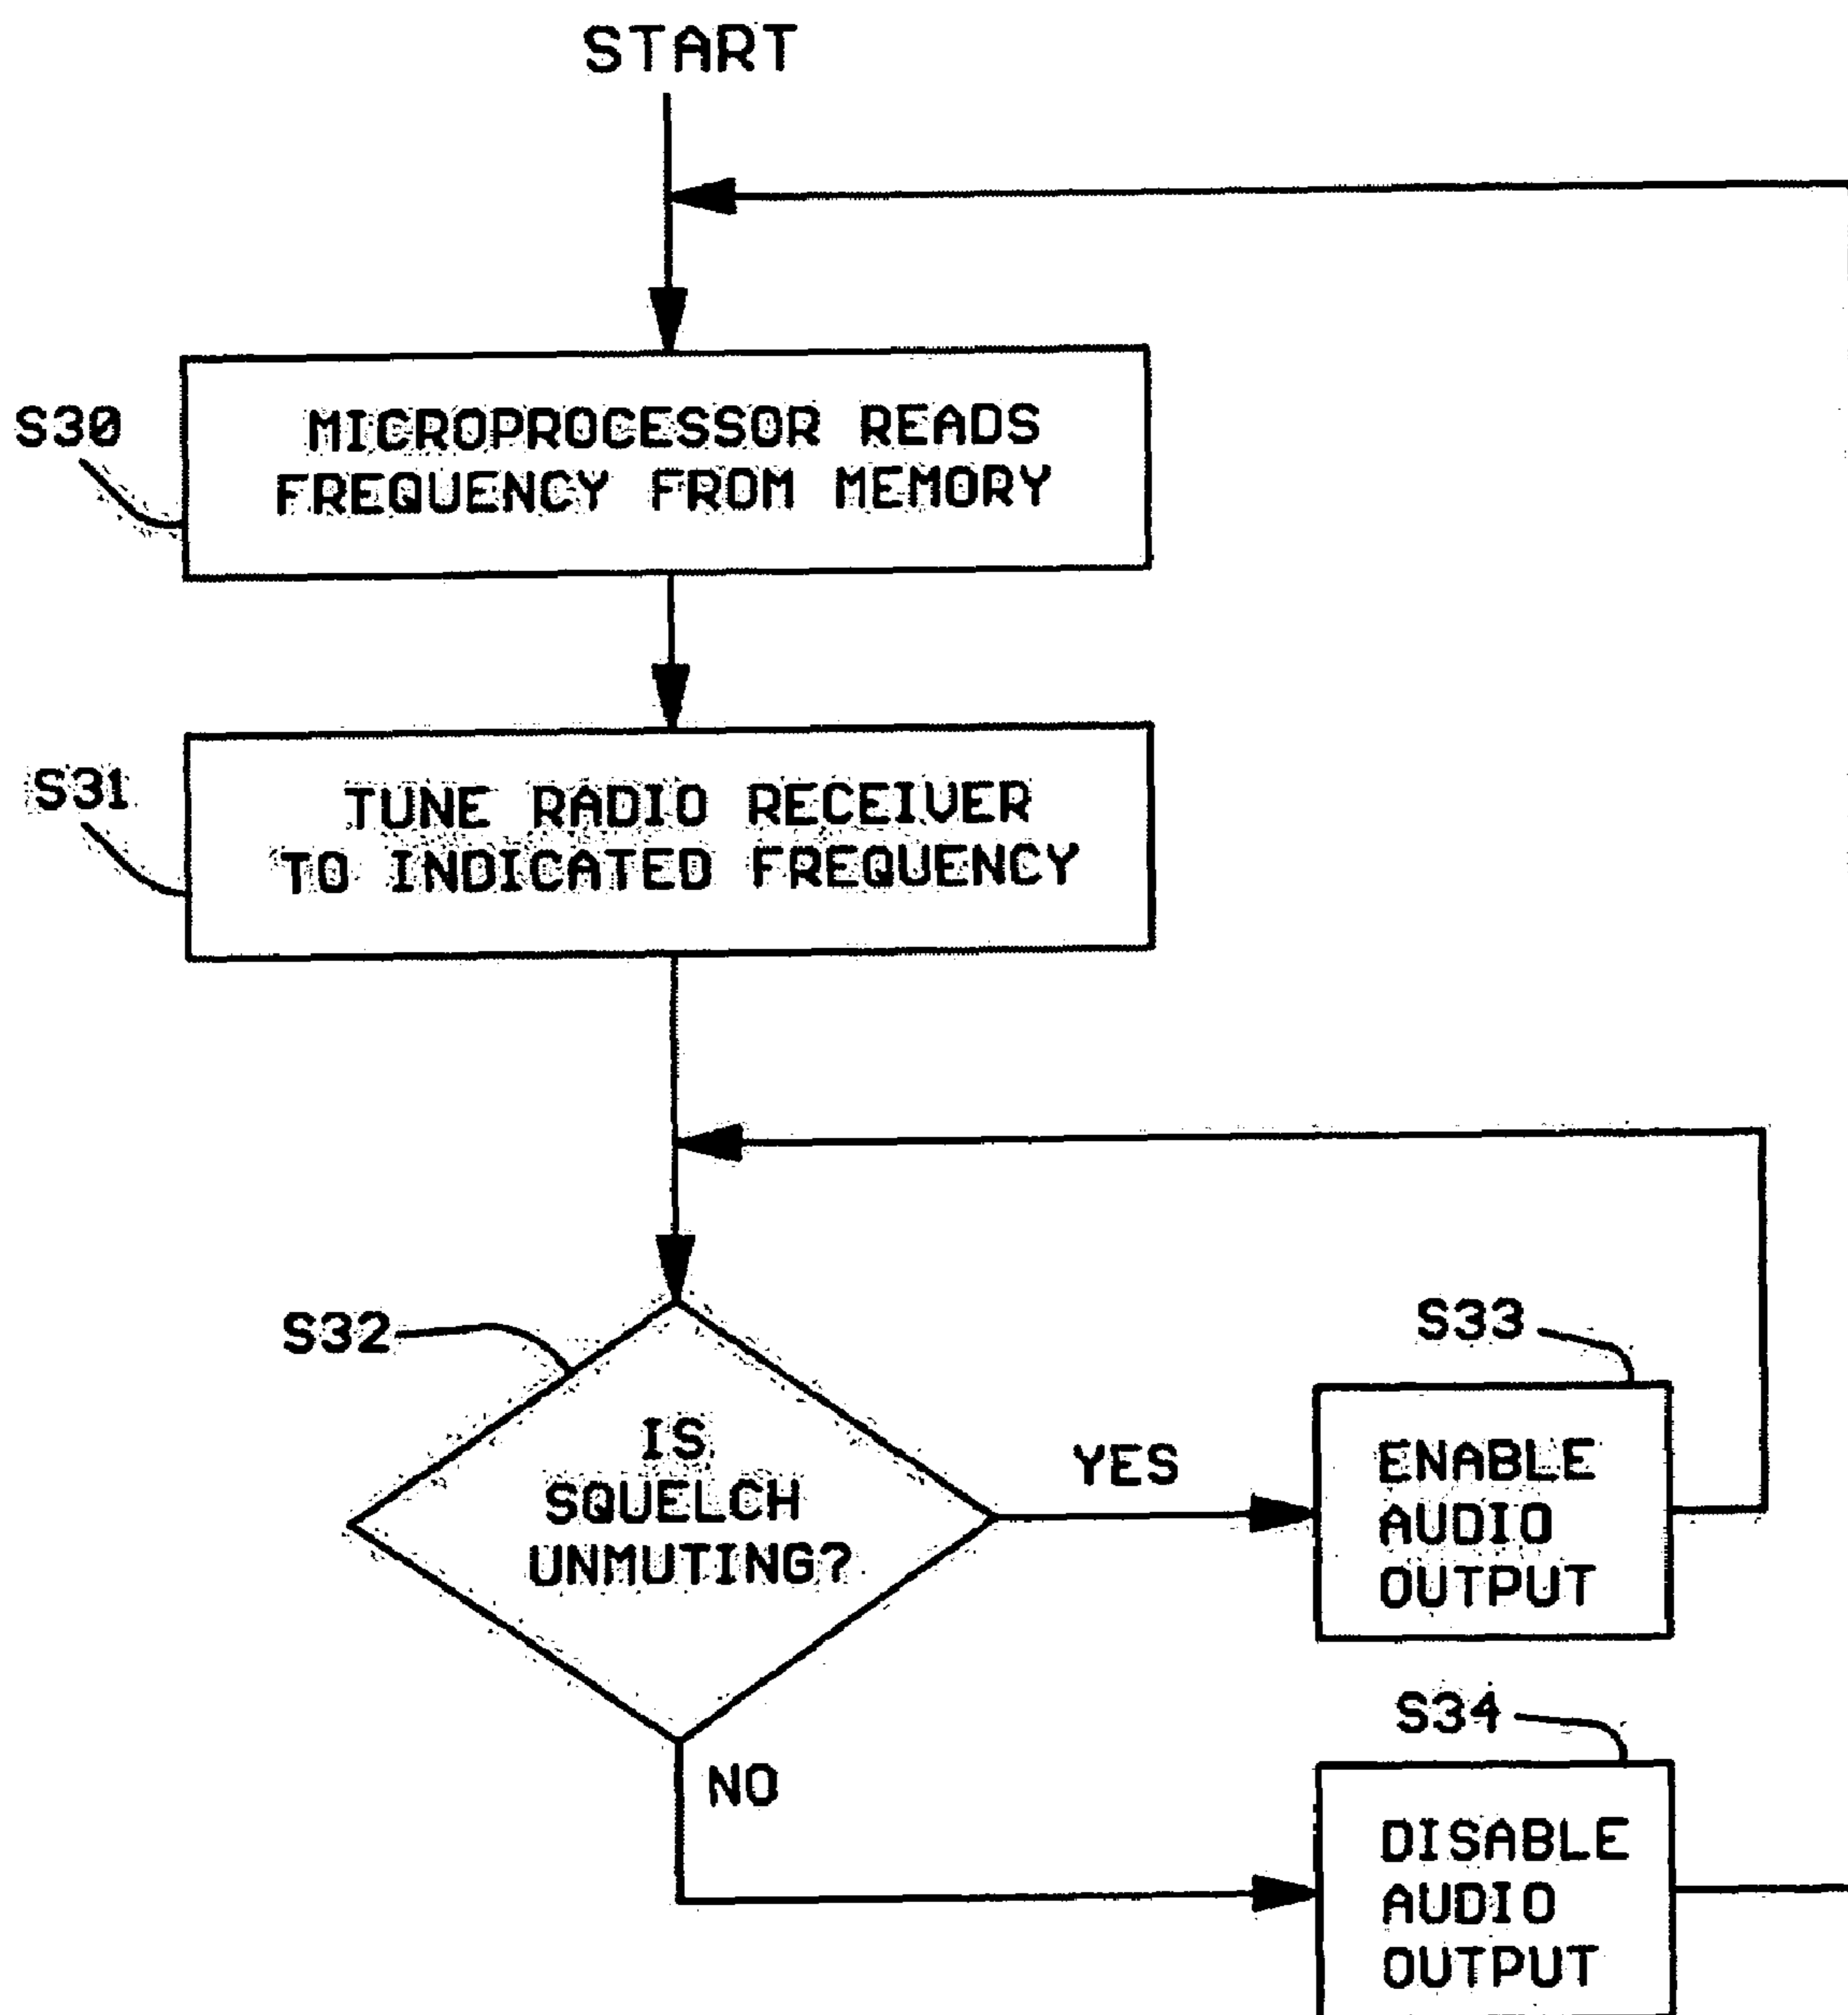 START
S30
MICROPROCESSOR READS
FREQUENCY FROM MEMORY
S31
TUNE RADIO RECEIVER
TO INDICATED FREQUENCY
S32
IS
SQUELCH
UNMUTING?
YES
S33
ENABLE
AUDIO
OUTPUT
NO
S34
DISABLE
AUDIO
OUTPUT